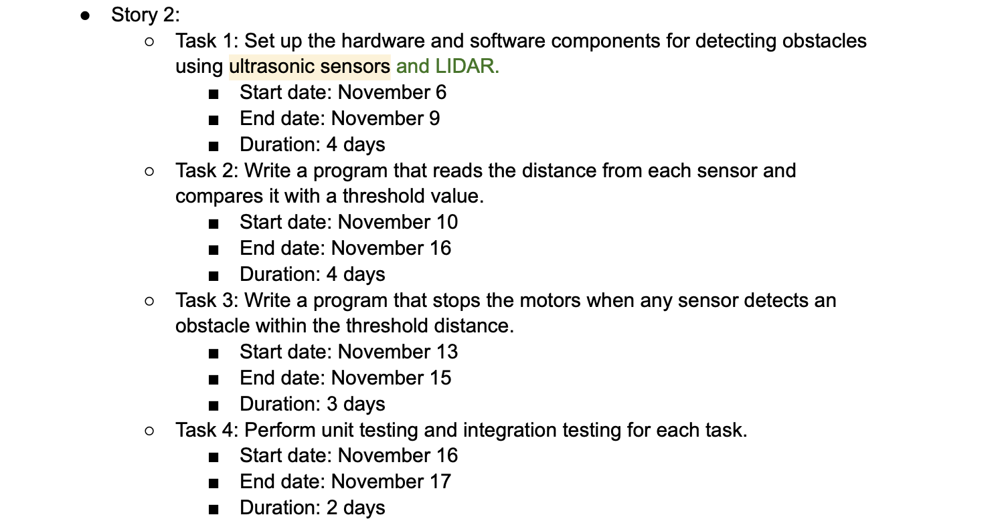 ● Story 2:
○ Task 1: Set up the hardware and software components for detecting obstacles
using ultrasonic sensors and LIDAR.
■ Start date: November 6
■ End date: November 9
■ Duration: 4 days
○ Task 2: Write a program that reads the distance from each sensor and
compares it with a threshold value.
■ Start date: November 10
■ End date: November 16
■ Duration: 4 days
○ Task 3: Write a program that stops the motors when any sensor detects an
obstacle within the threshold distance.
■ Start date: November 13
■ End date: November 15
■ Duration: 3 days
○ Task 4: Perform unit testing and integration testing for each task.
■ Start date: November 16
■ End date: November 17
■ Duration: 2 days